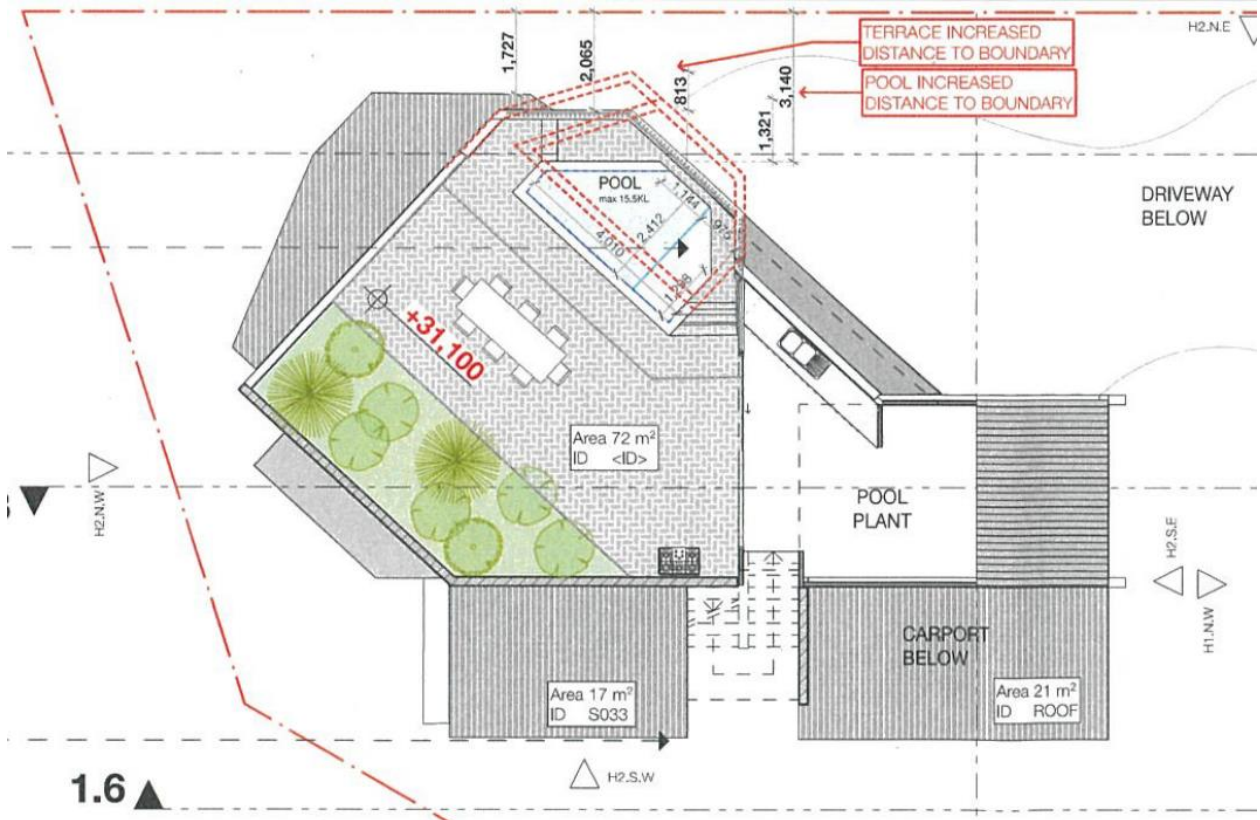 H2.N.E
TERRACE INCREASED
DISTANCE TO BOUNDARY
POOL INCREASED
DISTANCE TO BOUNDARY
1,727
2,065
813
3,140
1,321
DRIVEWAY
BELOW
POOL
max 15.5KL
1,144
975
2,412
4,010
+31,100
Area 72 m²
ID <ID>
POOL
PLANT
H2.N.W
H2.S.E
H1.N.W
CARPORT
BELOW
Area 17 m²
ID S033
Area 21 m²
ID ROOF
H2.S.W
1.6